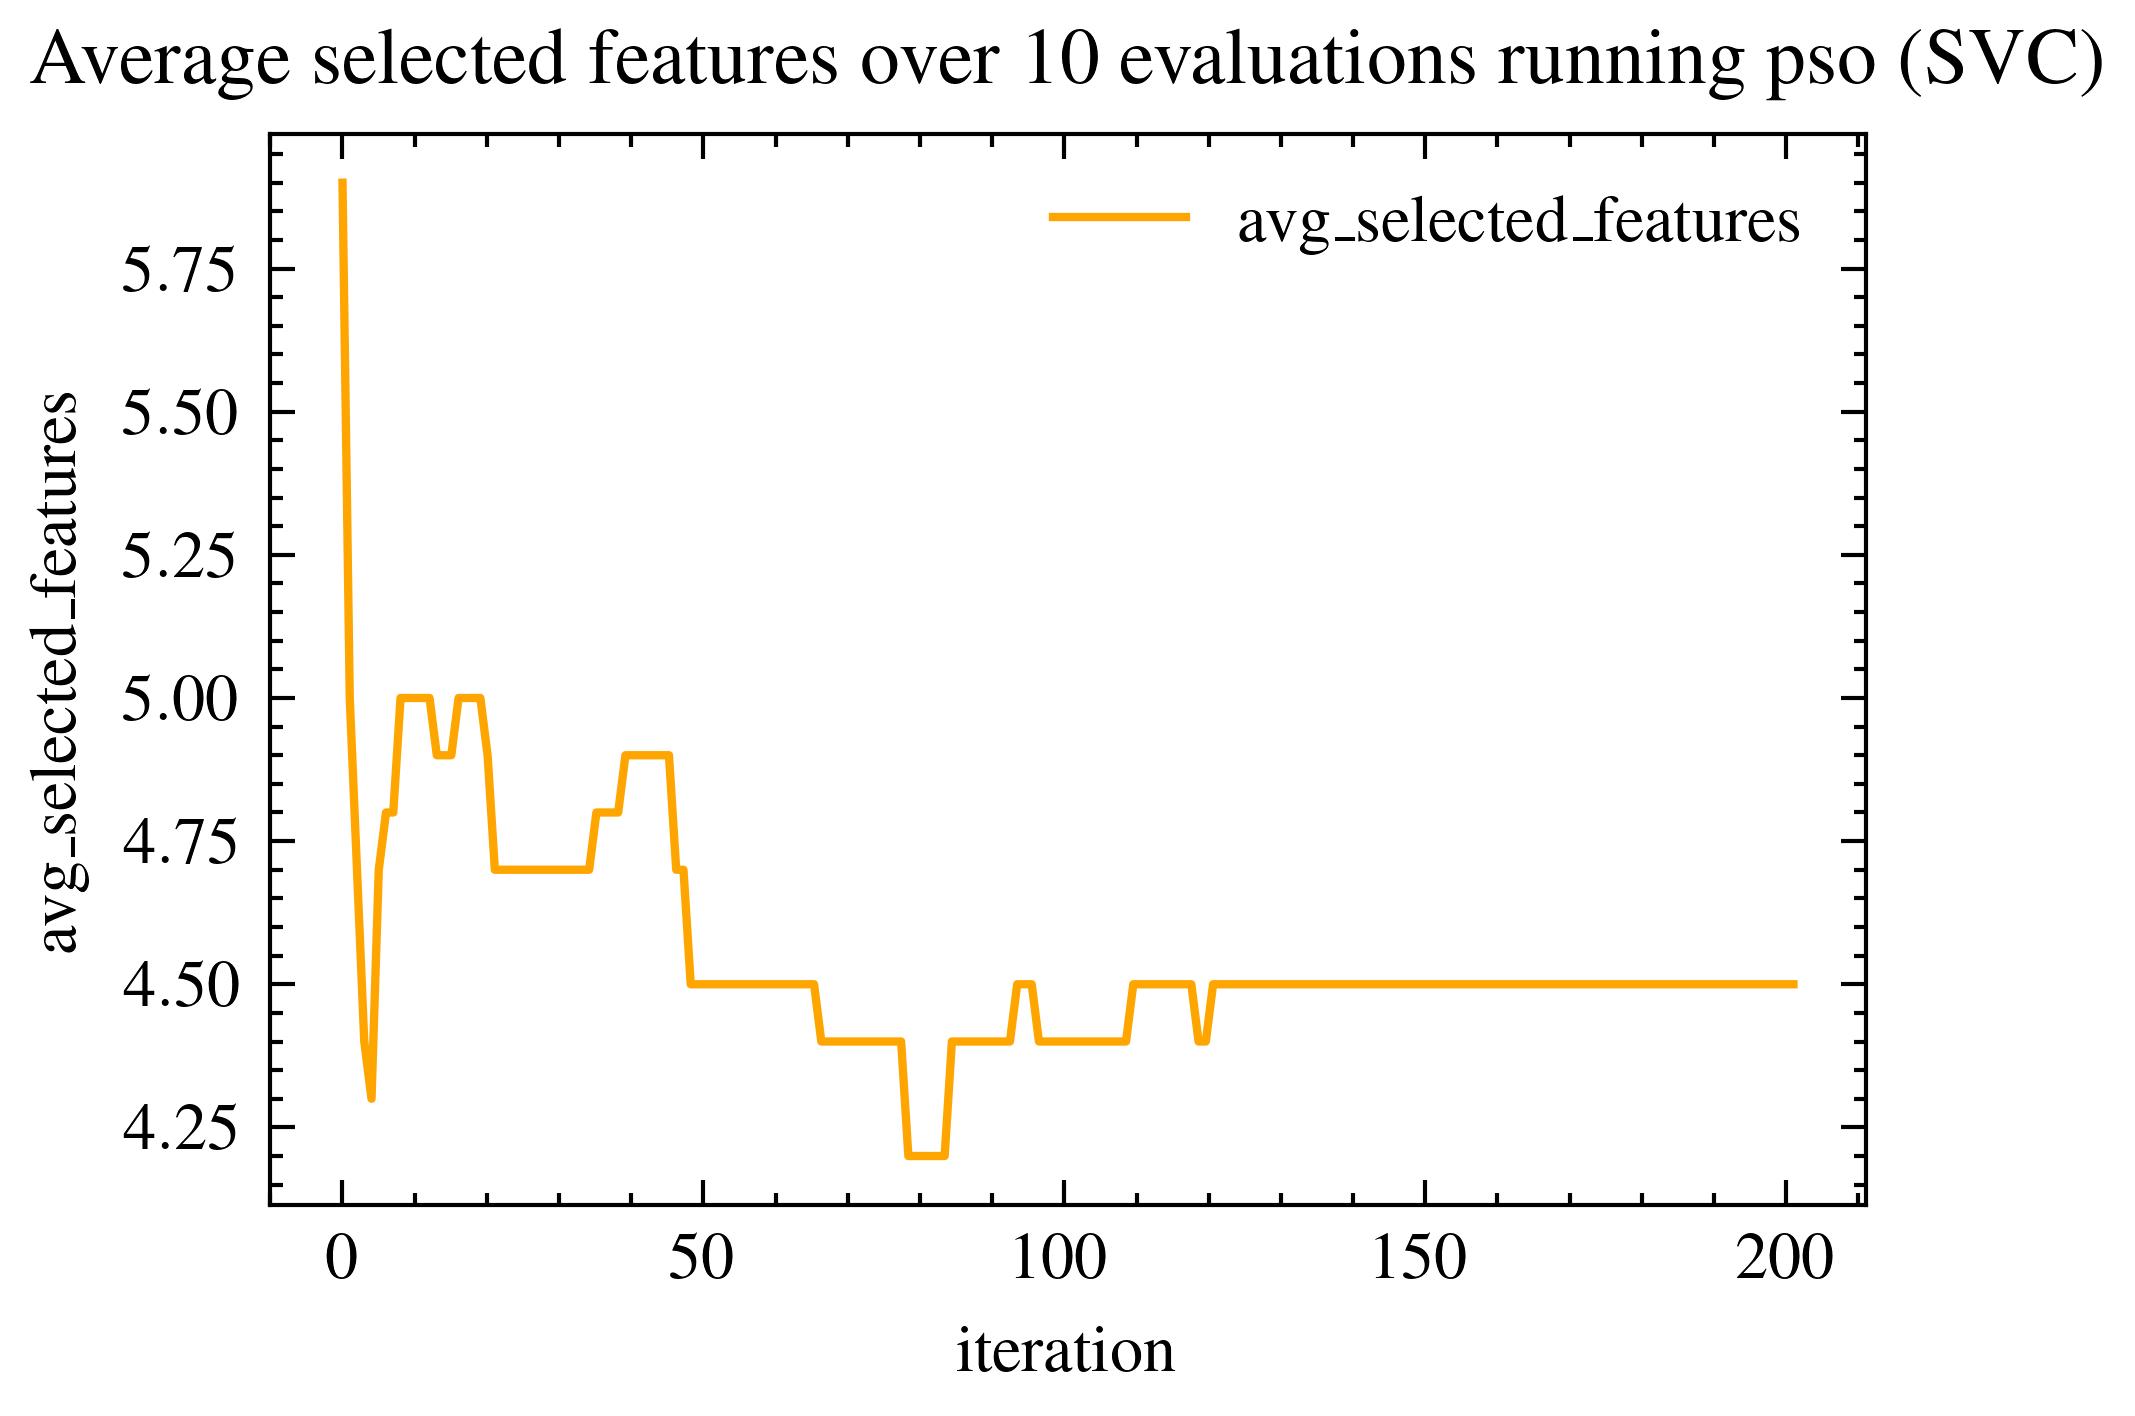 Average selected features over 10 evaluations running pso (SVC)
avg_selected_features
5.75
5.50
5.25
5.00
4.75
4.50
4.25
avg_selected_features
0 50 100 150 200
iteration